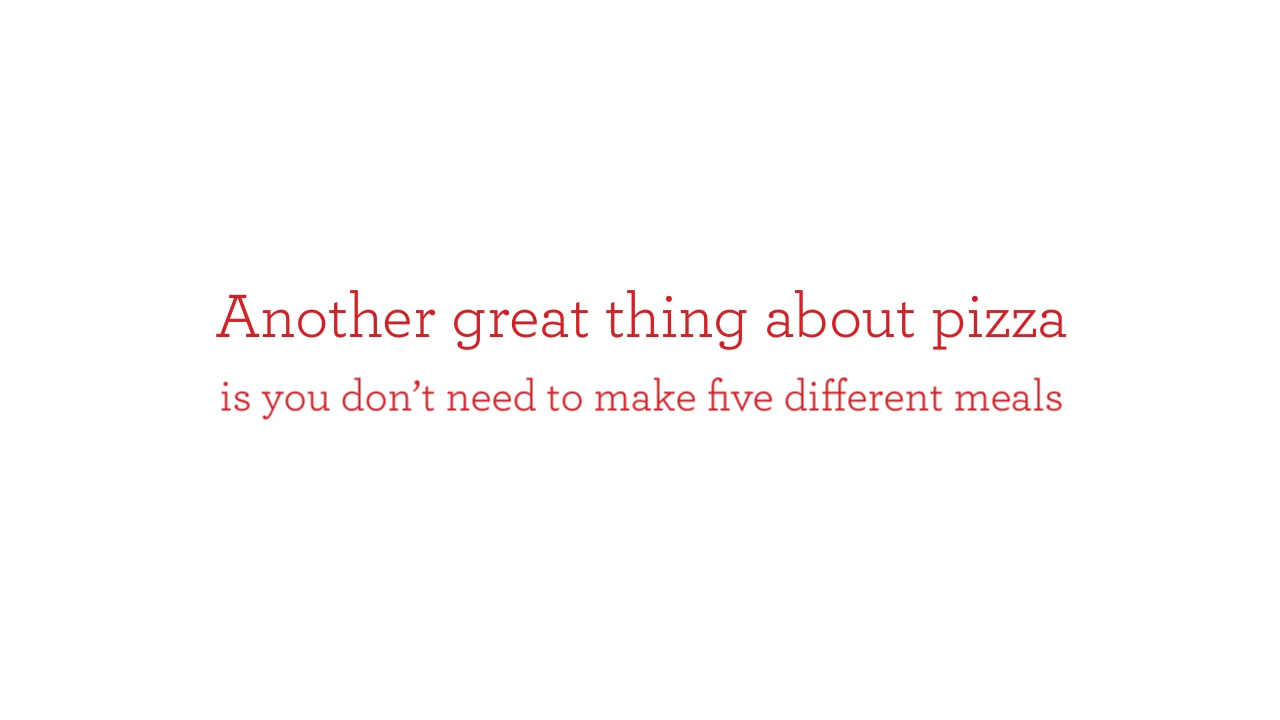 Another great thing about pizza
is you don’t need to make five different meals